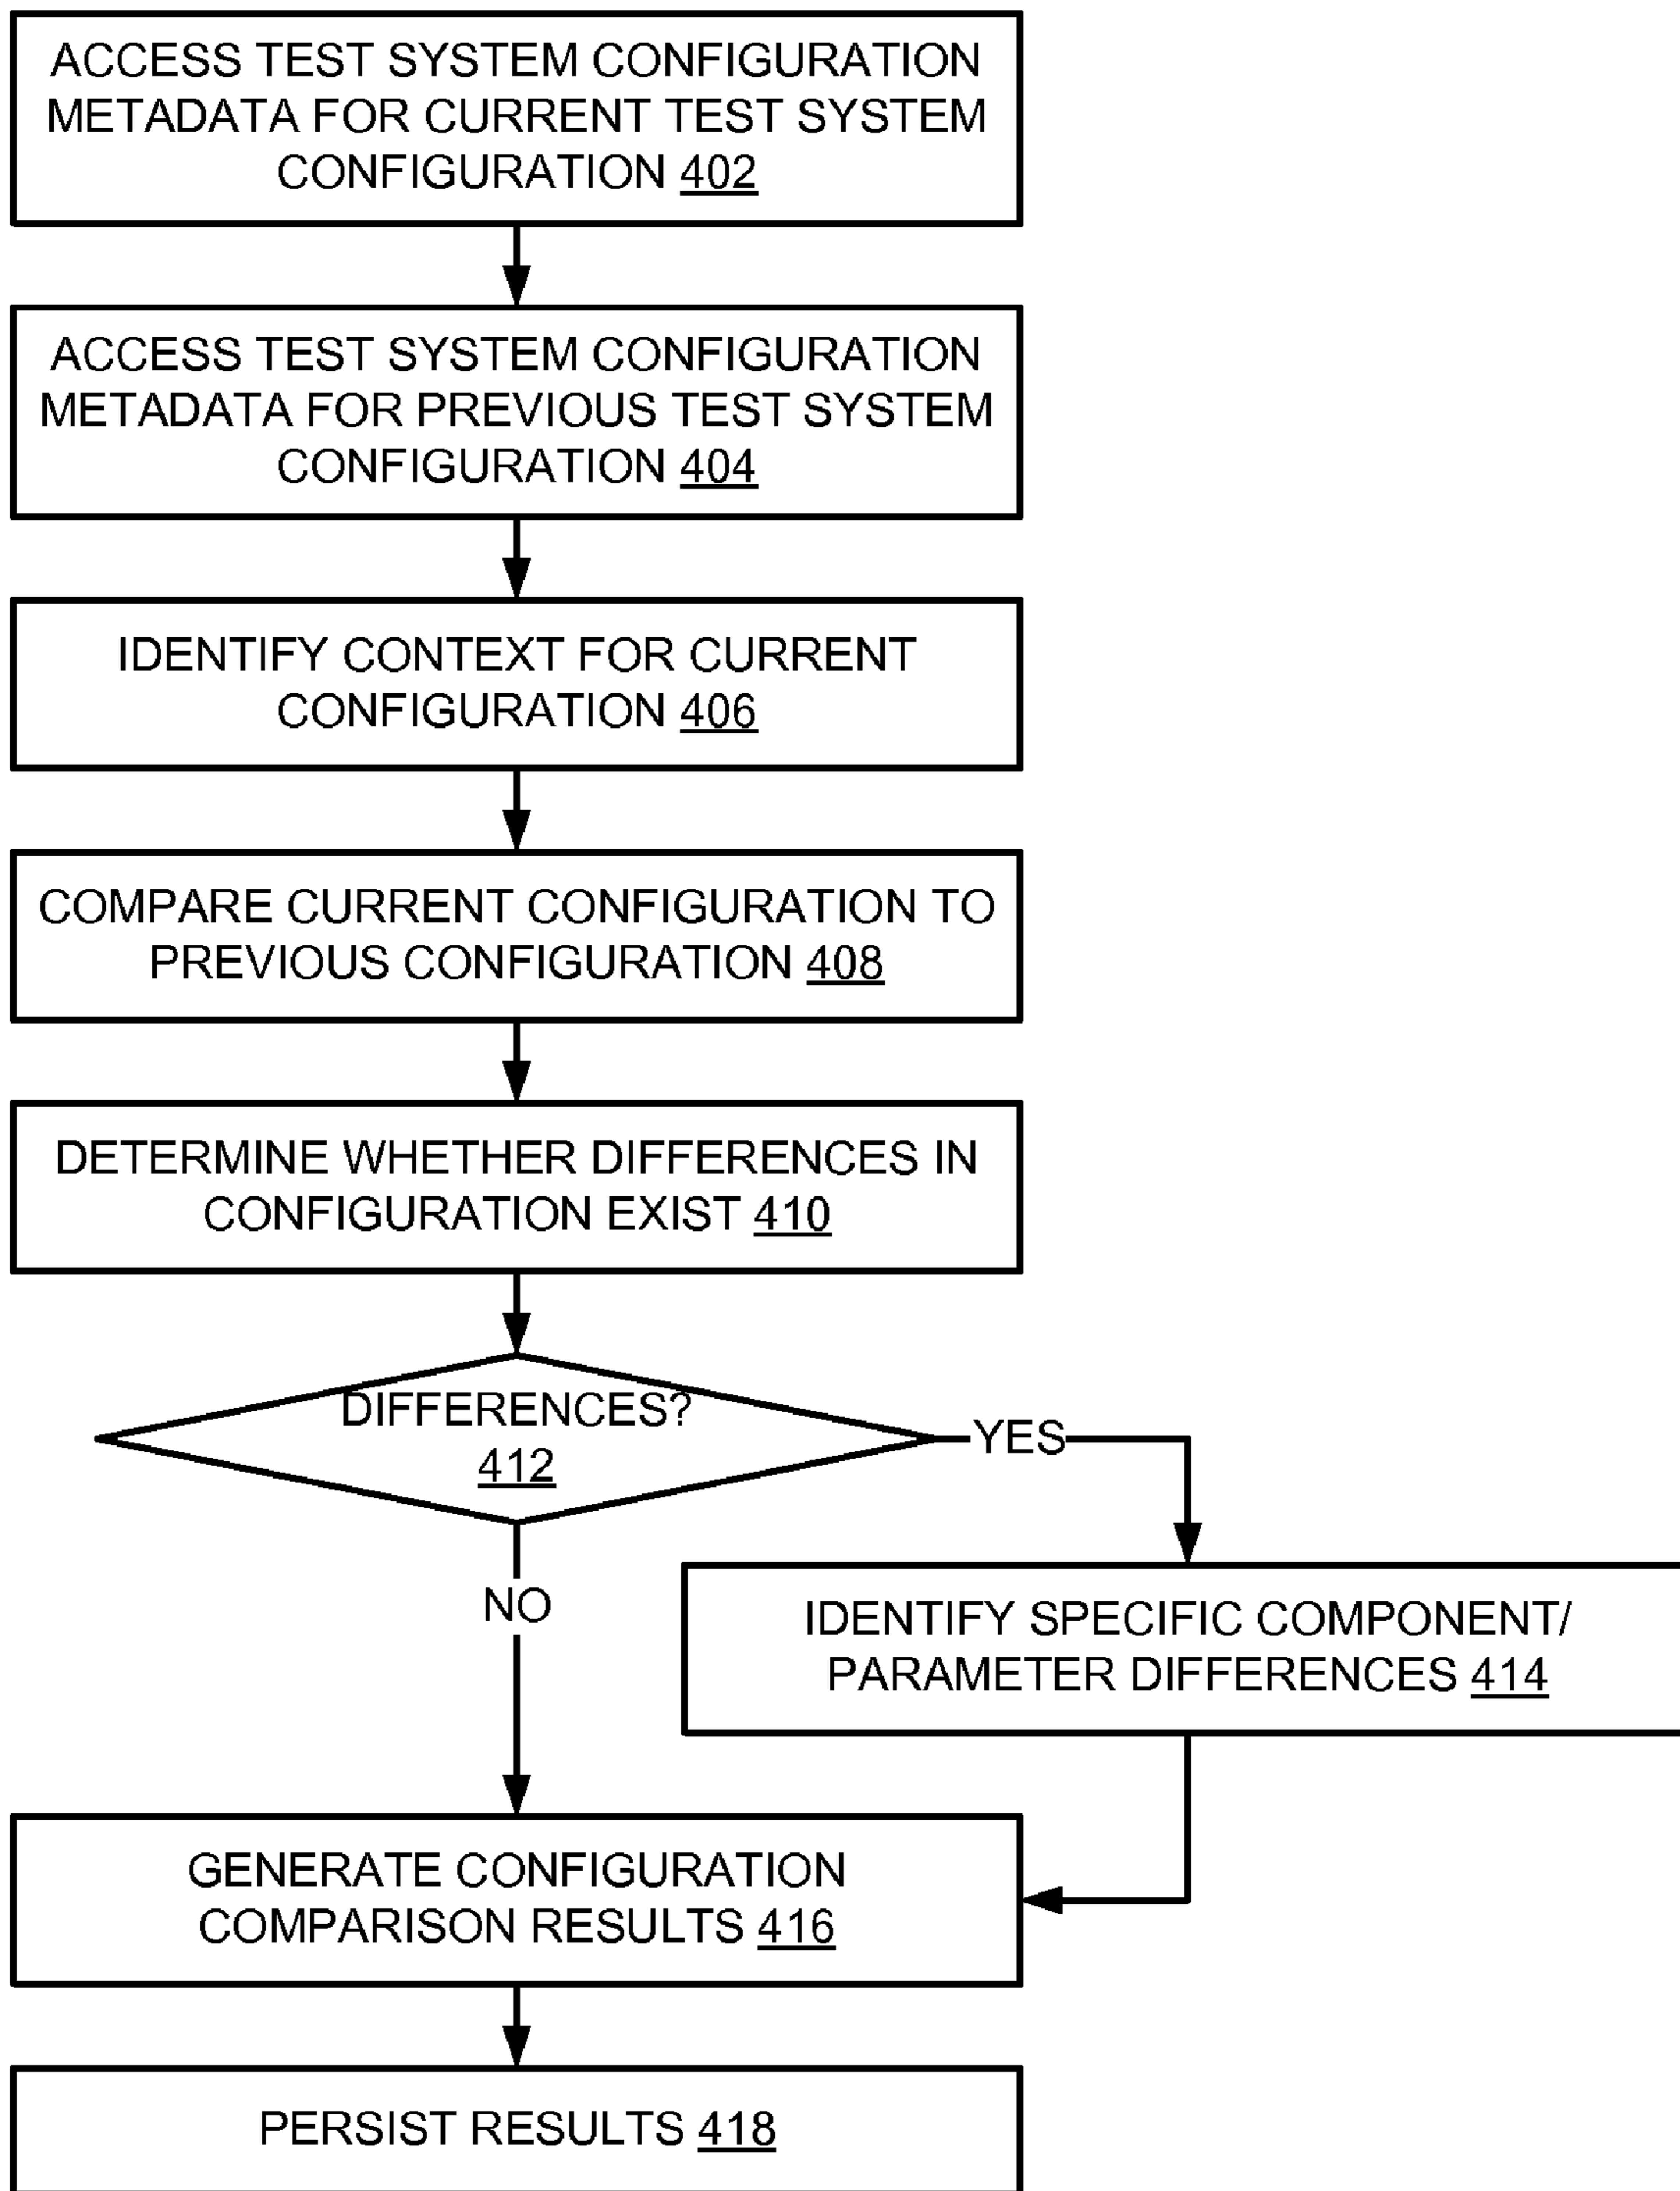 ACCESS TEST SYSTEM CONFIGURATION
METADATA FOR CURRENT TEST SYSTEM
CONFIGURATION 402
ACCESS TEST SYSTEM CONFIGURATION
METADATA FOR PREVIOUS TEST SYSTEM
CONFIGURATION 404
IDENTIFY CONTEXT FOR CURRENT
CONFIGURATION 406
COMPARE CURRENT CONFIGURATION TO
PREVIOUS CONFIGURATION 408
DETERMINE WHETHER DIFFERENCES IN
CONFIGURATION EXIST 410
DIFFERENCES?
412
YES
NO
IDENTIFY SPECIFIC COMPONENT/
PARAMETER DIFFERENCES 414
GENERATE CONFIGURATION
COMPARISON RESULTS 416
PERSIST RESULTS 418